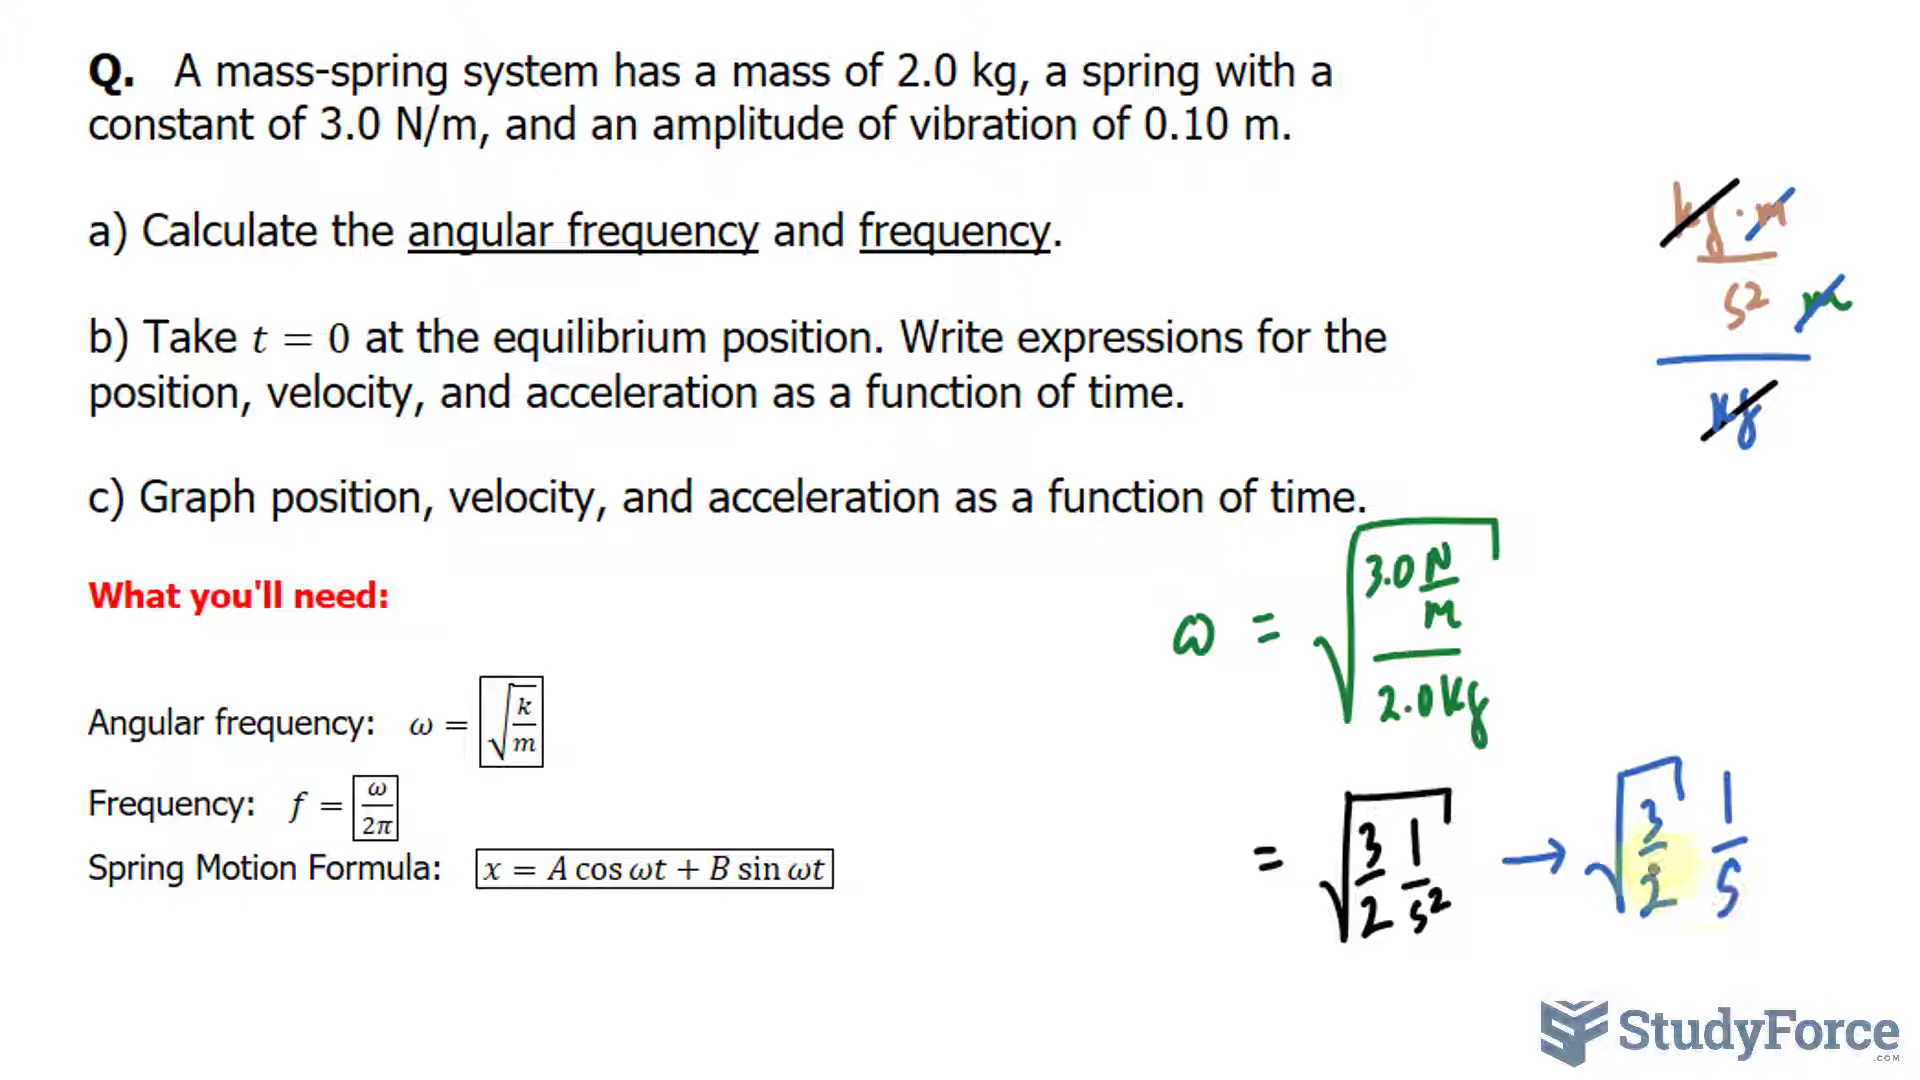 Q. A mass-spring system has a mass of 2.0 kg, a spring with a
constant of 3.0 N/m, and an amplitude of vibration of 0.10 m.
a) Calculate the angular frequency and frequency.
b) Take t = 0 at the equilibrium position. Write expressions for the
position, velocity, and acceleration as a function of time.
c) Graph position, velocity, and acceleration as a function of time.
What you'll need:
Angular frequency: ω = √(k/m)
Frequency: f = ω/2π
Spring Motion Formula: x = A cos ωt + B sin ωt
kg · m
s² m
kg
ω = √(3.0 N/m / 2.0 kg)
= √(3/2 1/s²) → √(3/2) 1/s
StudyForce
.COM